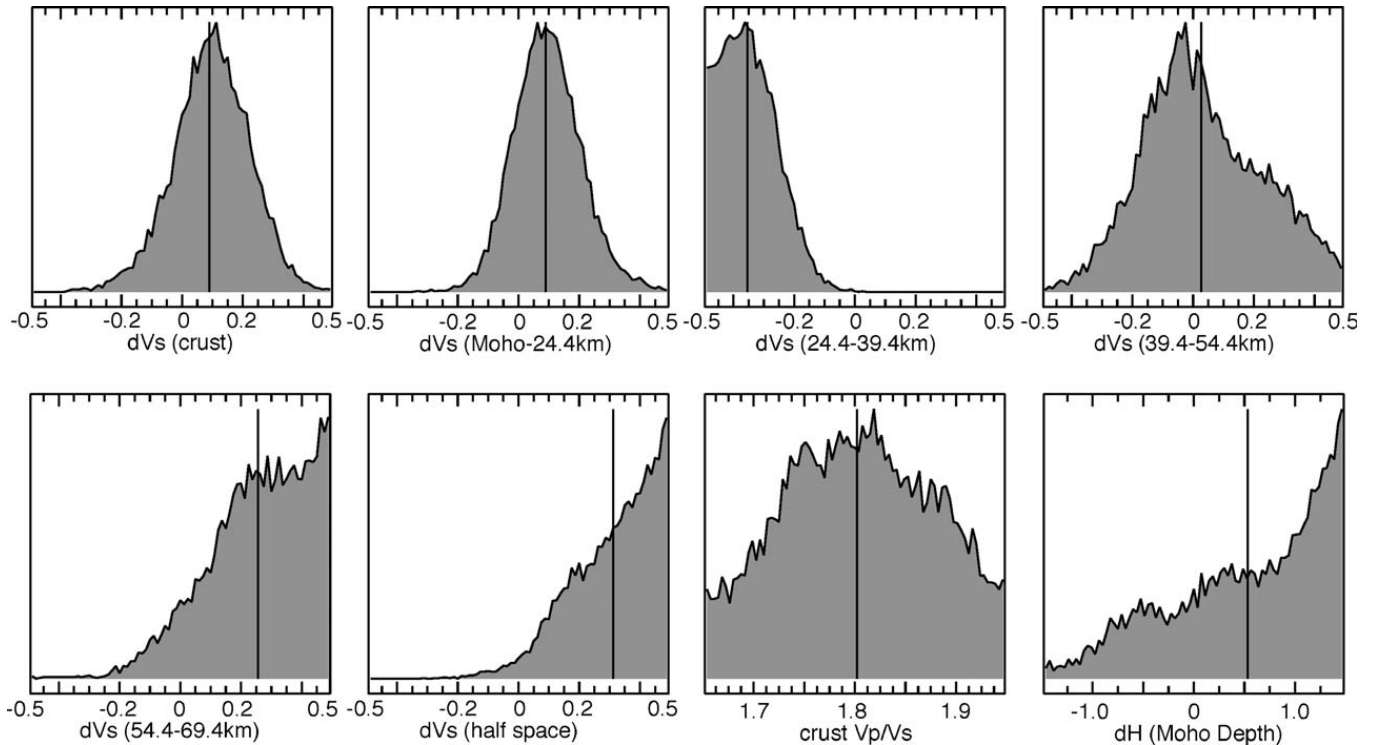 -0.5 -0.2 0 0.2 0.5
dVs (crust)
-0.5 -0.2 0 0.2 0.5
dVs (Moho-24.4km)
-0.5 -0.2 0 0.2 0.5
dVs (24.4-39.4km)
-0.5 -0.2 0 0.2 0.5
dVs (39.4-54.4km)
-0.5 -0.2 0 0.2 0.5
dVs (54.4-69.4km)
-0.5 -0.2 0 0.2 0.5
dVs (half space)
1.7 1.8 1.9
crust Vp/Vs
-1.0 0 1.0
dH (Moho Depth)